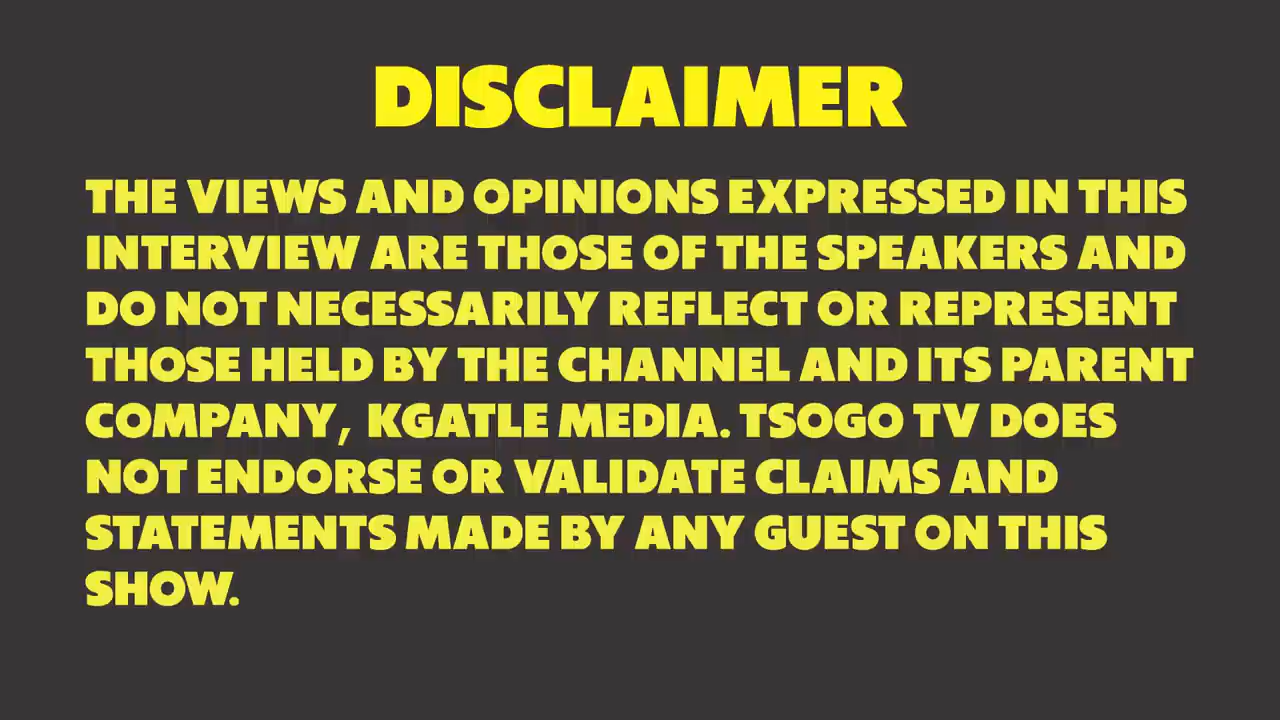 DISCLAIMER
THE VIEWS AND OPINIONS EXPRESSED IN THIS
INTERVIEW ARE THOSE OF THE SPEAKERS AND
DO NOT NECESSARILY REFLECT OR REPRESENT
THOSE HELD BY THE CHANNEL AND ITS PARENT
COMPANY, KGATLE MEDIA. TSOGO TV DOES
NOT ENDORSE OR VALIDATE CLAIMS AND
STATEMENTS MADE BY ANY GUEST ON THIS
SHOW.